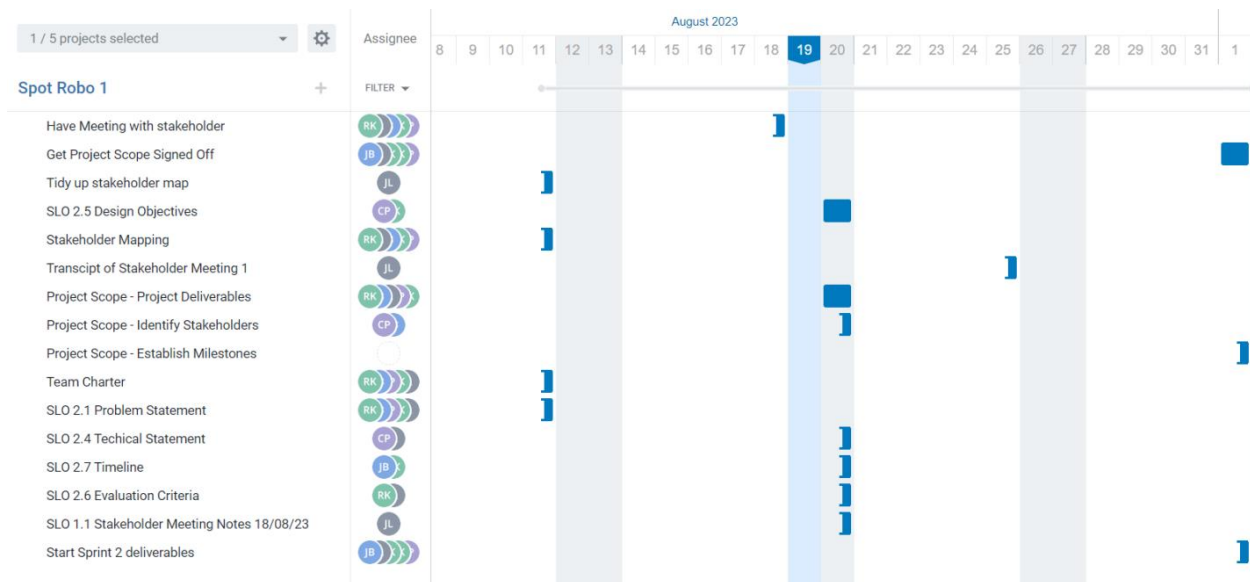 August 2023
1 / 5 projects selected Assignee
8 9 10 11 12 13 14 15 16 17 18 19 20 21 22 23 24 25 26 27 28 29 30 31 1
Spot Robo 1 + FILTER
Have Meeting with stakeholder RK
Get Project Scope Signed Off JB
Tidy up stakeholder map JL
SLO 2.5 Design Objectives CP
Stakeholder Mapping RK
Transcipt of Stakeholder Meeting 1 JL
Project Scope - Project Deliverables RK
Project Scope - Identify Stakeholders CP
Project Scope - Establish Milestones
Team Charter RK
SLO 2.1 Problem Statement RK
SLO 2.4 Techical Statement CP
SLO 2.7 Timeline JB
SLO 2.6 Evaluation Criteria RK
SLO 1.1 Stakeholder Meeting Notes 18/08/23 JL
Start Sprint 2 deliverables JB